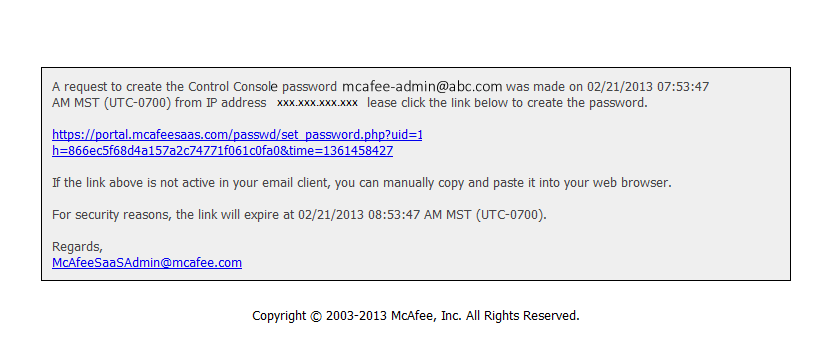 A request to create the Control Console password mcafee-admin@abc.com was made on 02/21/2013 07:53:47
AM MST (UTC-0700) from IP address xxx.xxx.xxx.xxx lease click the link below to create the password.
https://portal.mcafeesaas.com/passwd/set_password.php?uid=1
h=866ec5f68d4a157a2c74771f061c0fa0&time=1361458427
If the link above is not active in your email client, you can manually copy and paste it into your web browser.
For security reasons, the link will expire at 02/21/2013 08:53:47 AM MST (UTC-0700).
Regards,
McAfeeSaaSAdmin@mcafee.com
Copyright © 2003-2013 McAfee, Inc. All Rights Reserved.